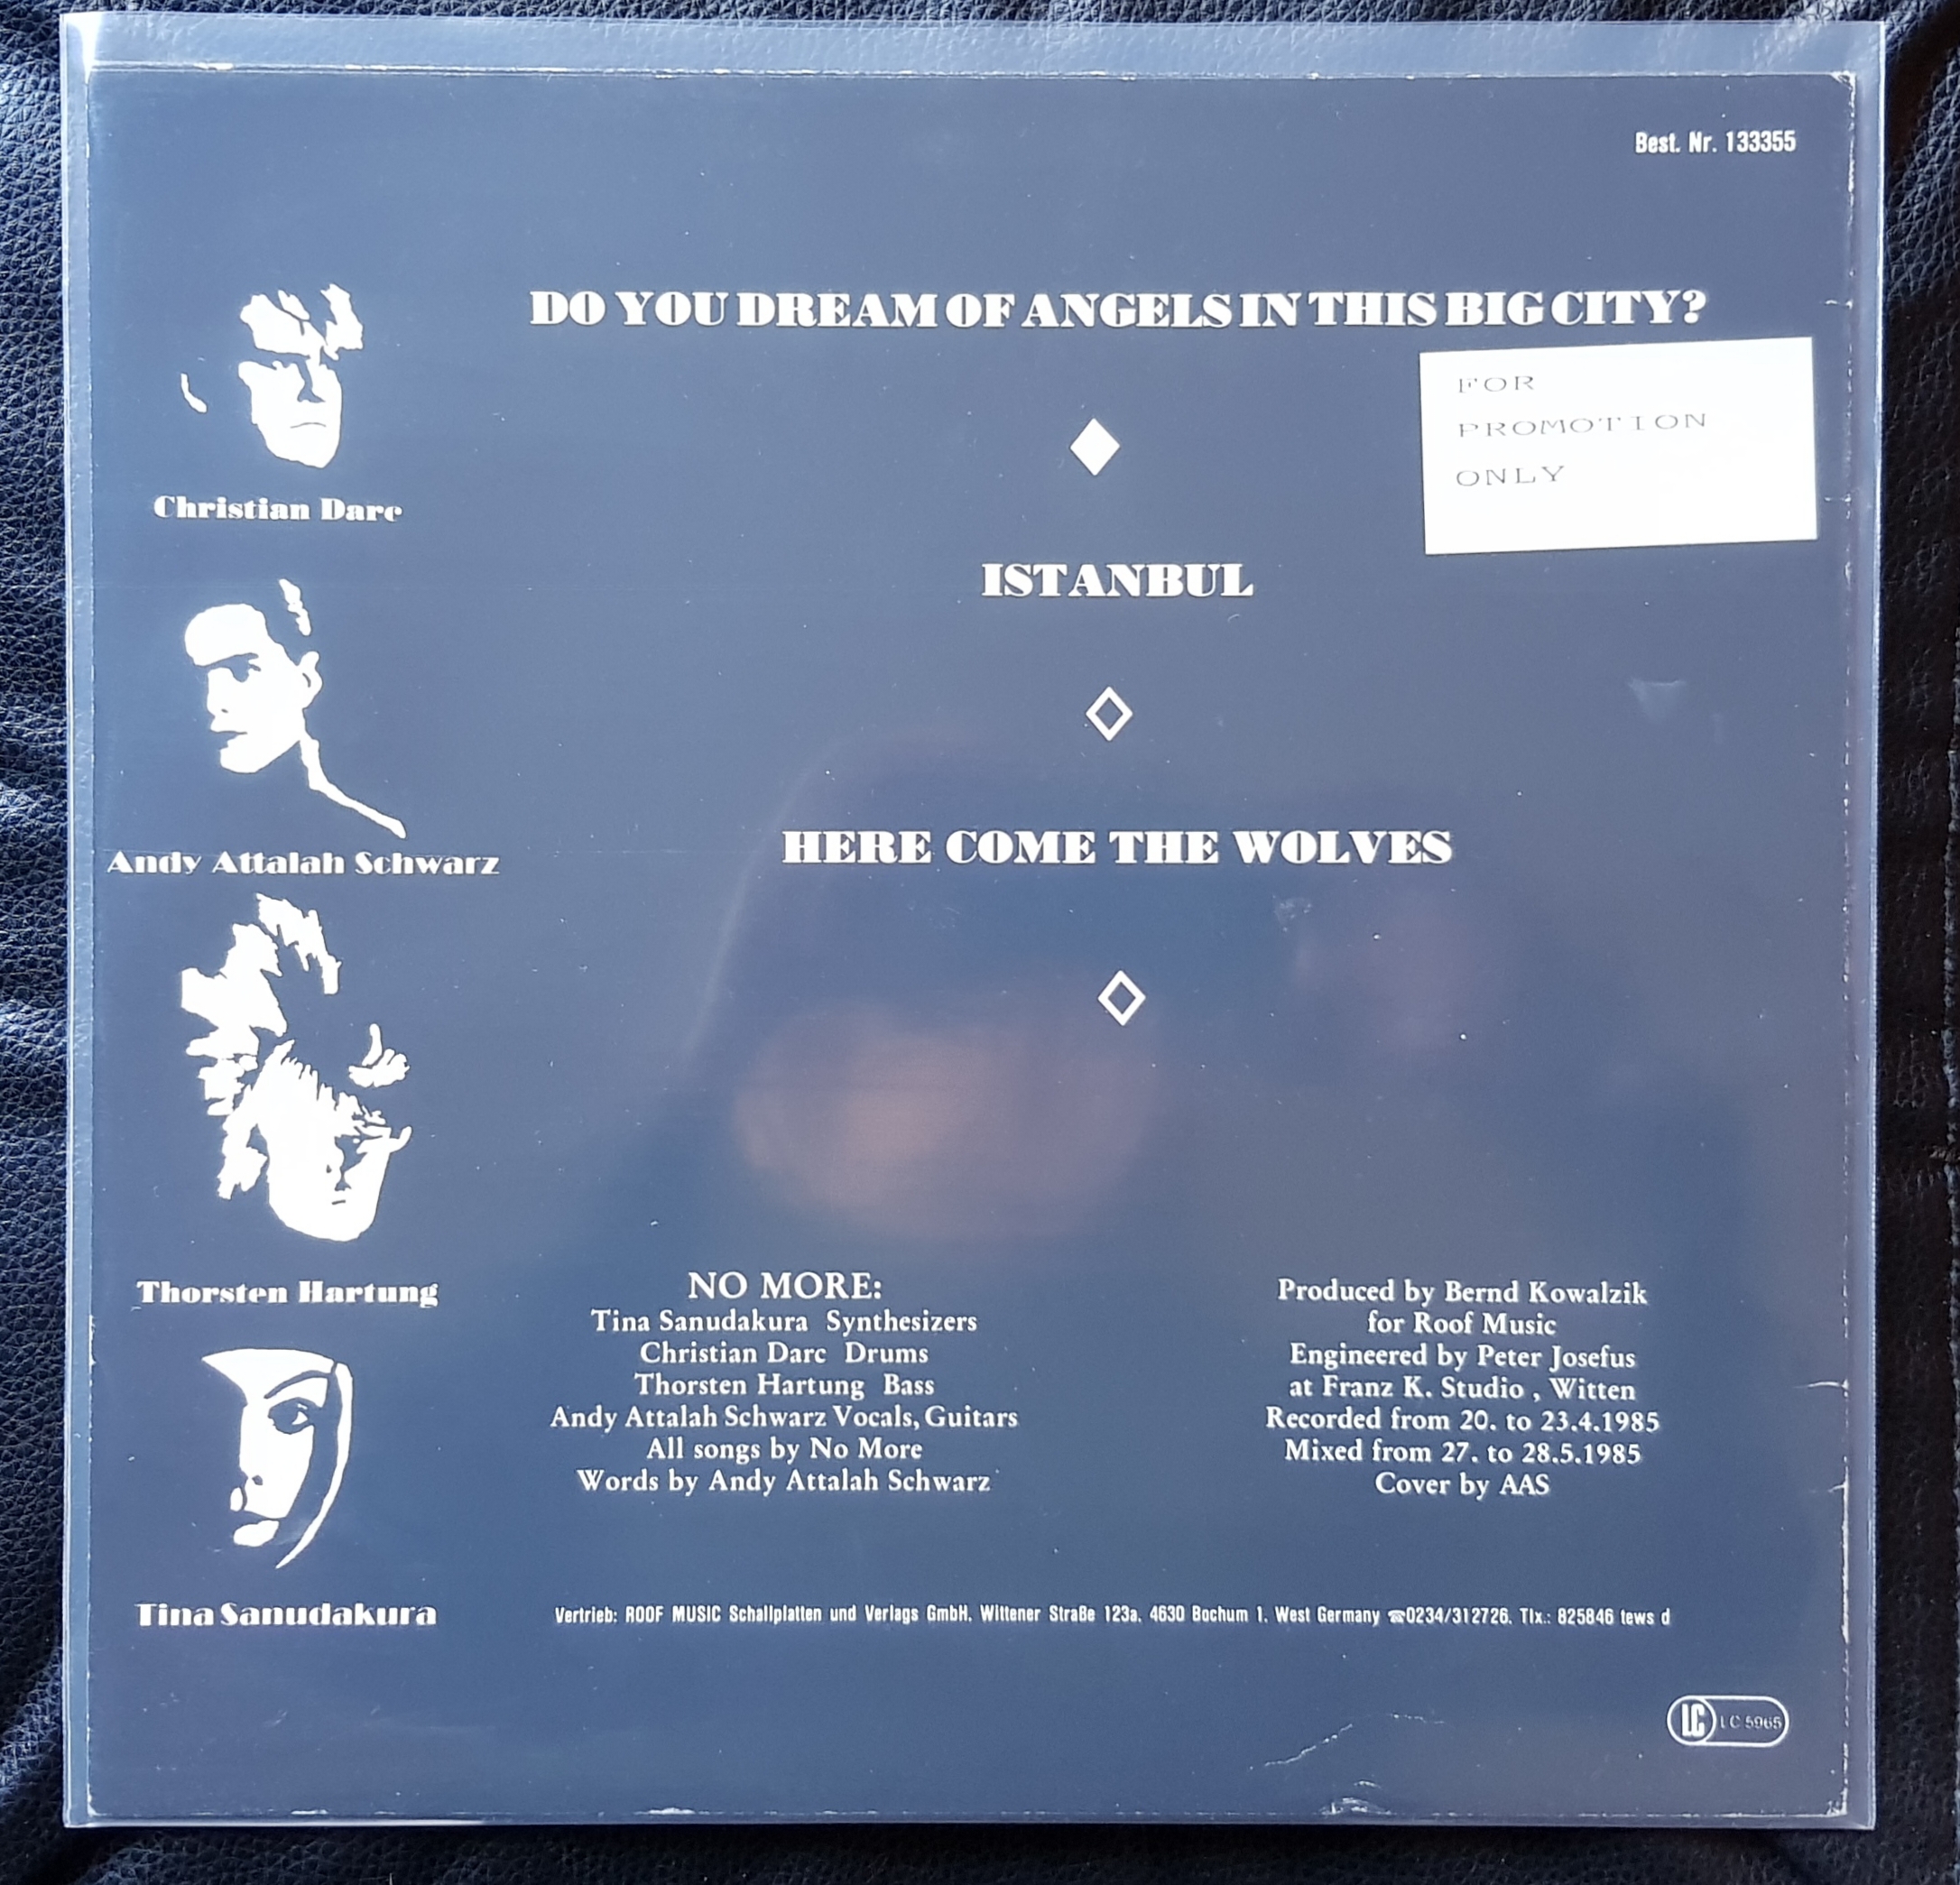 Best. Nr. 133355
DO YOU DREAM OF ANGELS IN THIS BIG CITY?
FOR
PROMOTION
ONLY
ISTANBUL
HERE COME THE WOLVES
Christian Darc
Andy Attalah Schwarz
Thorsten Hartung
Tina Sanudakura
NO MORE:
Tina Sanudakura Synthesizers
Christian Darc Drums
Thorsten Hartung Bass
Andy Attalah Schwarz Vocals, Guitars
All songs by No More
Words by Andy Attalah Schwarz
Produced by Bernd Kowalzik
for Roof Music
Engineered by Peter Josefus
at Franz K. Studio , Witten
Recorded from 20. to 23.4.1985
Mixed from 27. to 28.5.1985
Cover by AAS
Vertrieb: ROOF MUSIC Schallplatten und Verlags GmbH, Wittener Straße 123a, 4630 Bochum 1, West Germany ☎0234/312726, Tlx.: 825846 tews d
LC LC 5965